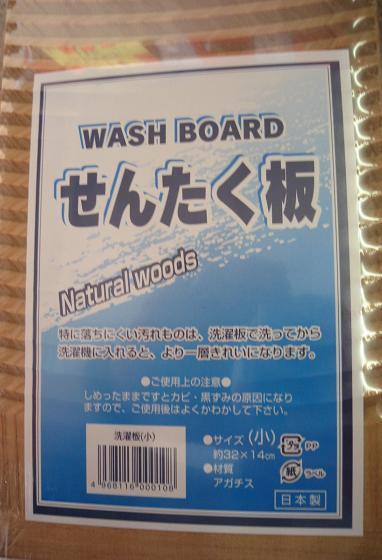 WASH BOARD
せんたく板
Natural woods
特に落ちにくい汚れものは、洗濯板で洗ってから
洗濯機に入れると、より一層きれいになります。
●ご使用上の注意●
しめったままですとカビ・黒ずみの原因になり
ますので、ご使用後はよくかわかして下さい。
洗濯板(小)
4 968116 000108
●サイズ(小)
約32×14cm
●材質
アガチス
プラ PP
紙 ラベル
日本製